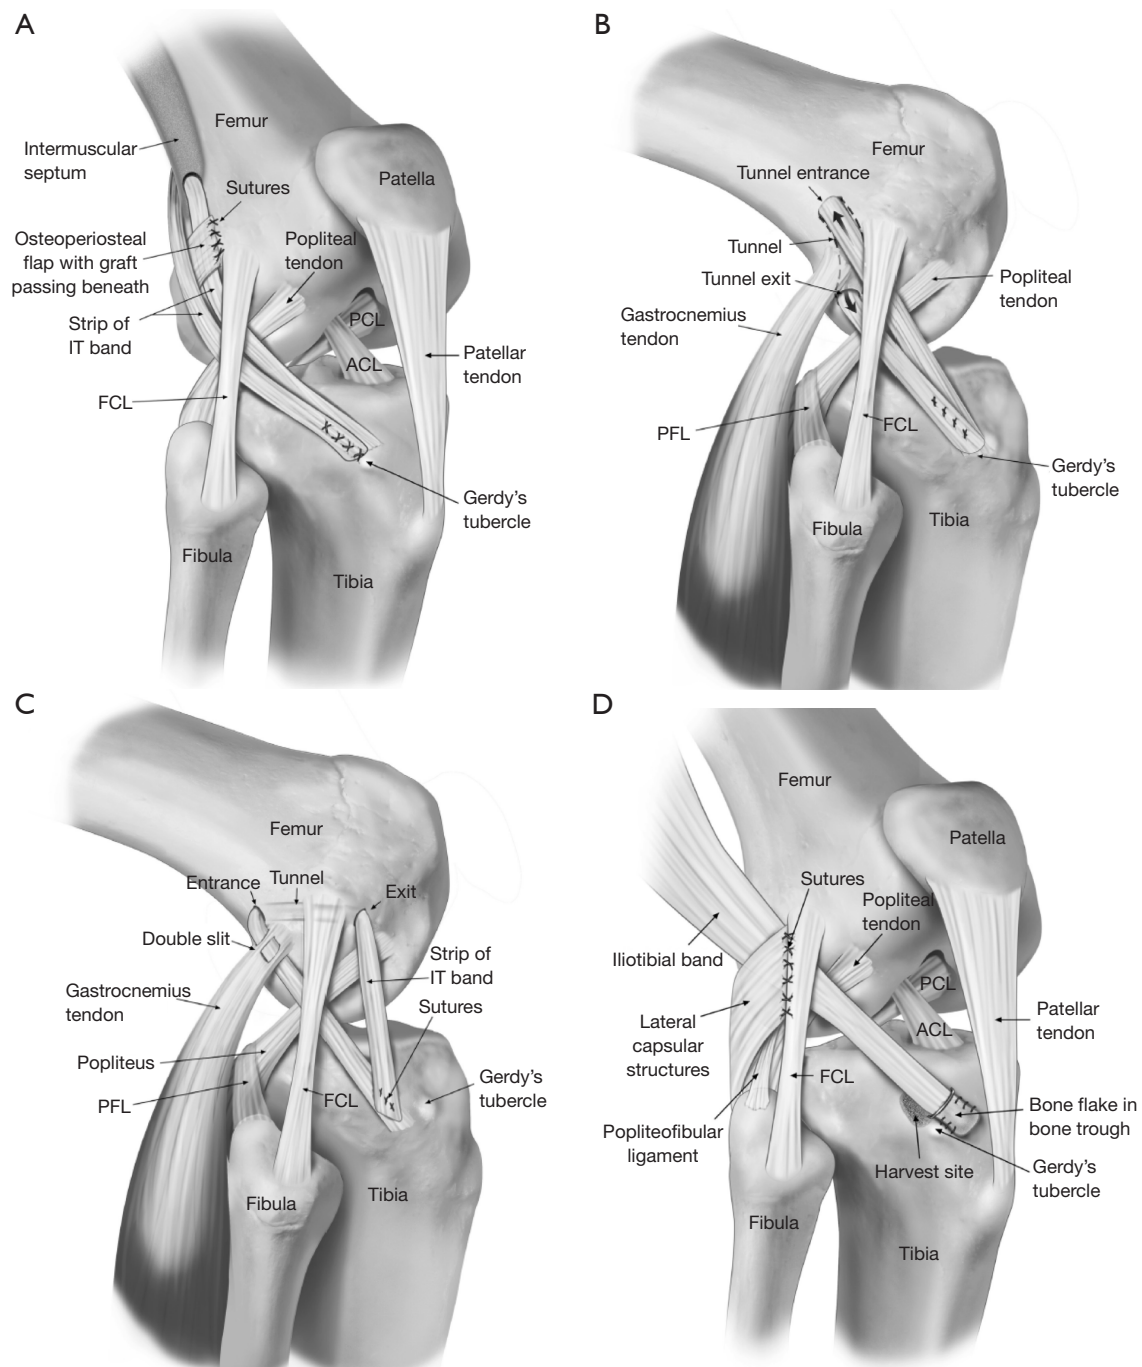 A
Femur
Intermuscular
septum
Sutures
Patella
Osteoperiosteal
flap with graft
passing beneath
Popliteal
tendon
Strip of
IT band
PCL
ACL
Patellar
tendon
FCL
Gerdy's
tubercle
Fibula
Tibia
B
Femur
Tunnel entrance
Tunnel
Tunnel exit
Popliteal
tendon
Gastrocnemius
tendon
PFL
FCL
Gerdy's
tubercle
Fibula
Tibia
C
Femur
Entrance
Tunnel
Exit
Double slit
Strip of
IT band
Gastrocnemius
tendon
Sutures
Popliteus
PFL
FCL
Gerdy's
tubercle
Fibula
Tibia
D
Femur
Patella
Sutures
Popliteal
tendon
Iliotibial band
PCL
ACL
Patellar
tendon
Lateral
capsular
structures
FCL
Popliteofibular
ligament
Bone flake in
bone trough
Harvest site
Gerdy's
tubercle
Fibula
Tibia